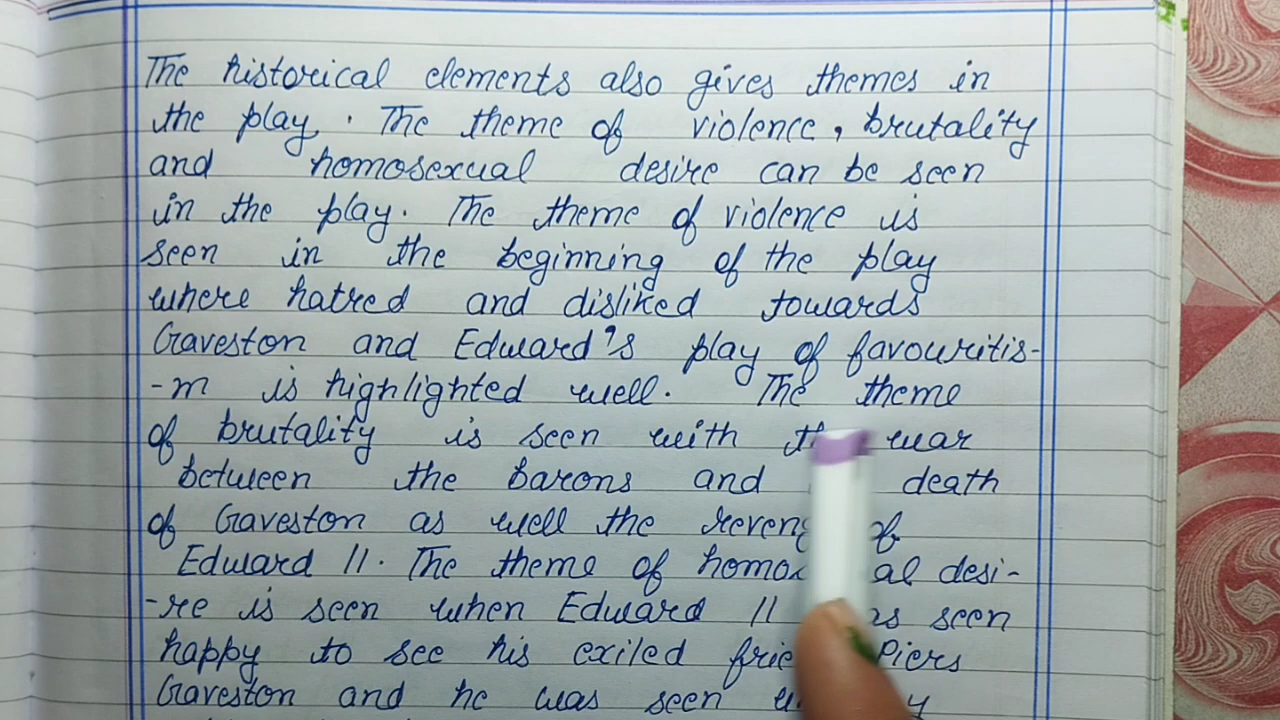 The historical elements also gives themes in
the play. The theme of violence, brutality
and homosexual desire can be seen
in the play. The theme of violence is
seen in the beginning of the play
where hatred and disliked towards
Gaveston and Edward's play of favouritis-
-m is highlighted well. The theme
of brutality is seen with war
between the barons and death
of Gaveston as well the of
Edward II. The theme of desi-
-re is seen when Edward II seen
happy to see his exiled Piers
Gaveston and he was seen